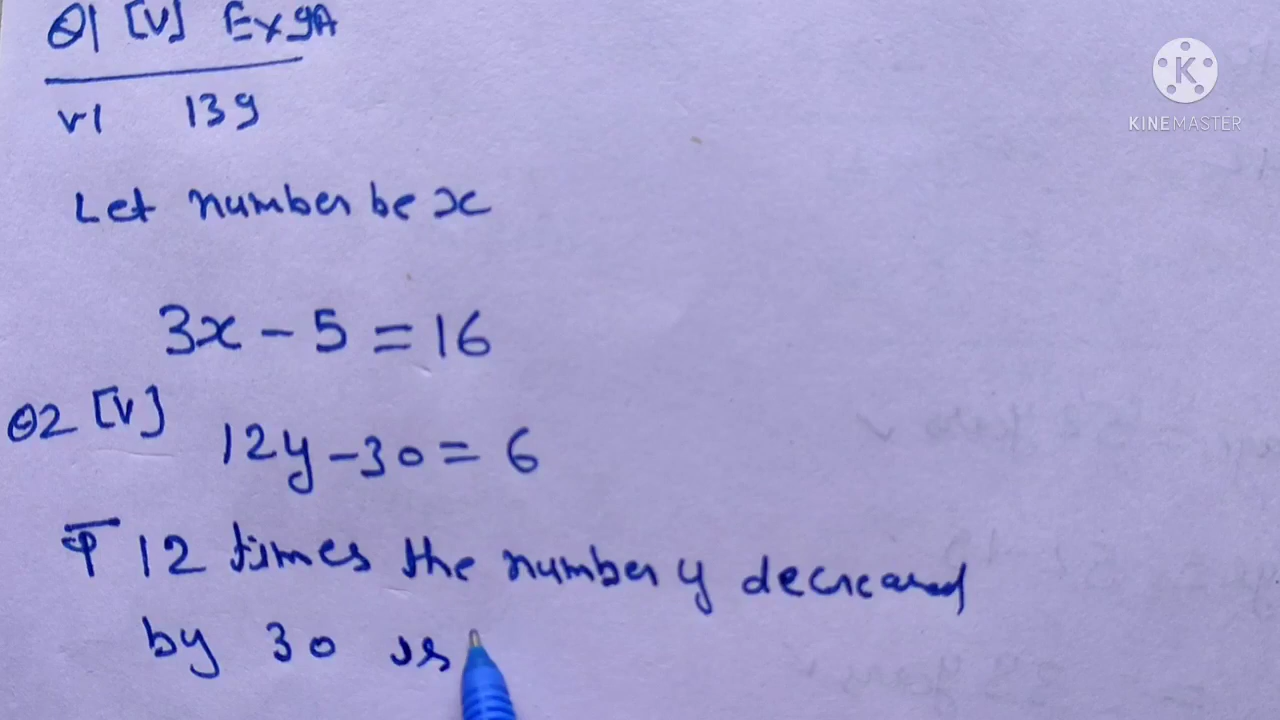 Q1 [V] Ex 9A
KINEMASTER
VI 139
Let number be x
3x - 5 = 16
Q2 [V] 12y - 30 = 6
12 times the number y decreased
by 30 is